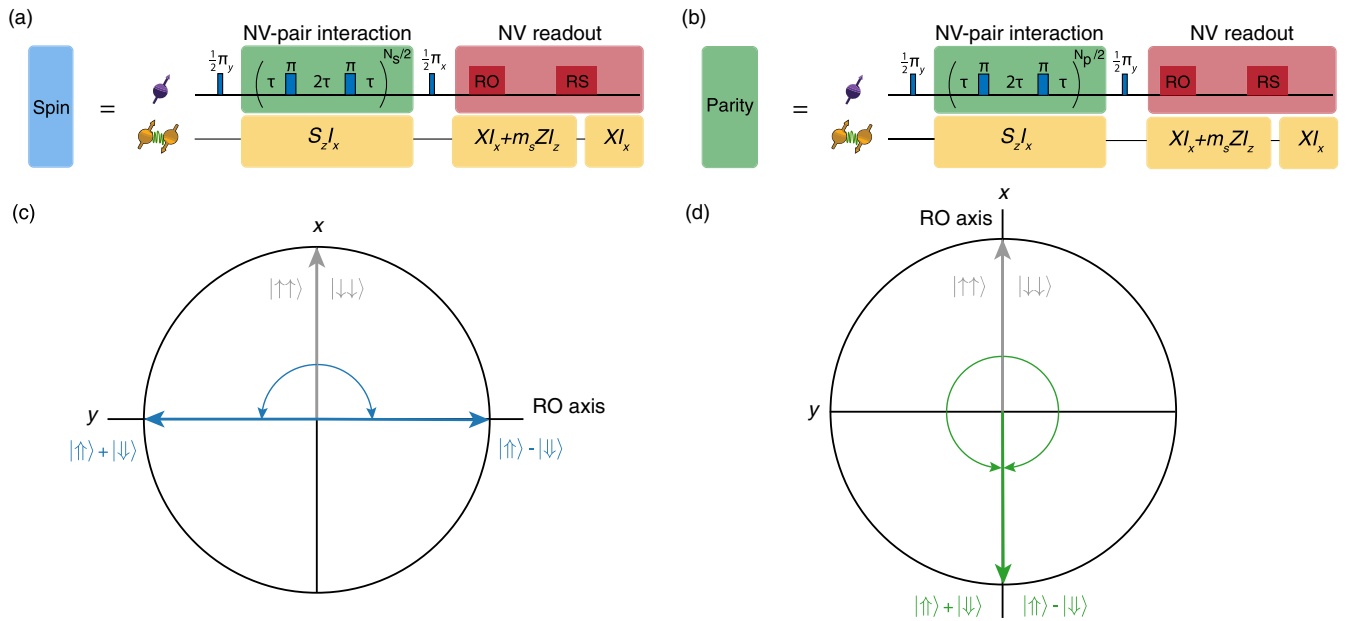 (a)
NV-pair interaction
NV readout
½π_y
(τ π 2τ π τ)^{N_s/2}
½π_x
RO
RS
Spin
=
S_zI_x
XI_x+m_sZI_z
XI_x
(b)
NV-pair interaction
NV readout
½π_y
(τ π 2τ π τ)^{N_p/2}
½π_y
RO
RS
Parity
=
S_zI_x
XI_x+m_sZI_z
XI_x
(c)
x
|↑↑⟩ |↓↓⟩
y
RO axis
|⇑⟩ + |⇓⟩
|⇑⟩ - |⇓⟩
(d)
x
RO axis
|↑↑⟩ |↓↓⟩
y
|⇑⟩ + |⇓⟩ |⇑⟩ - |⇓⟩